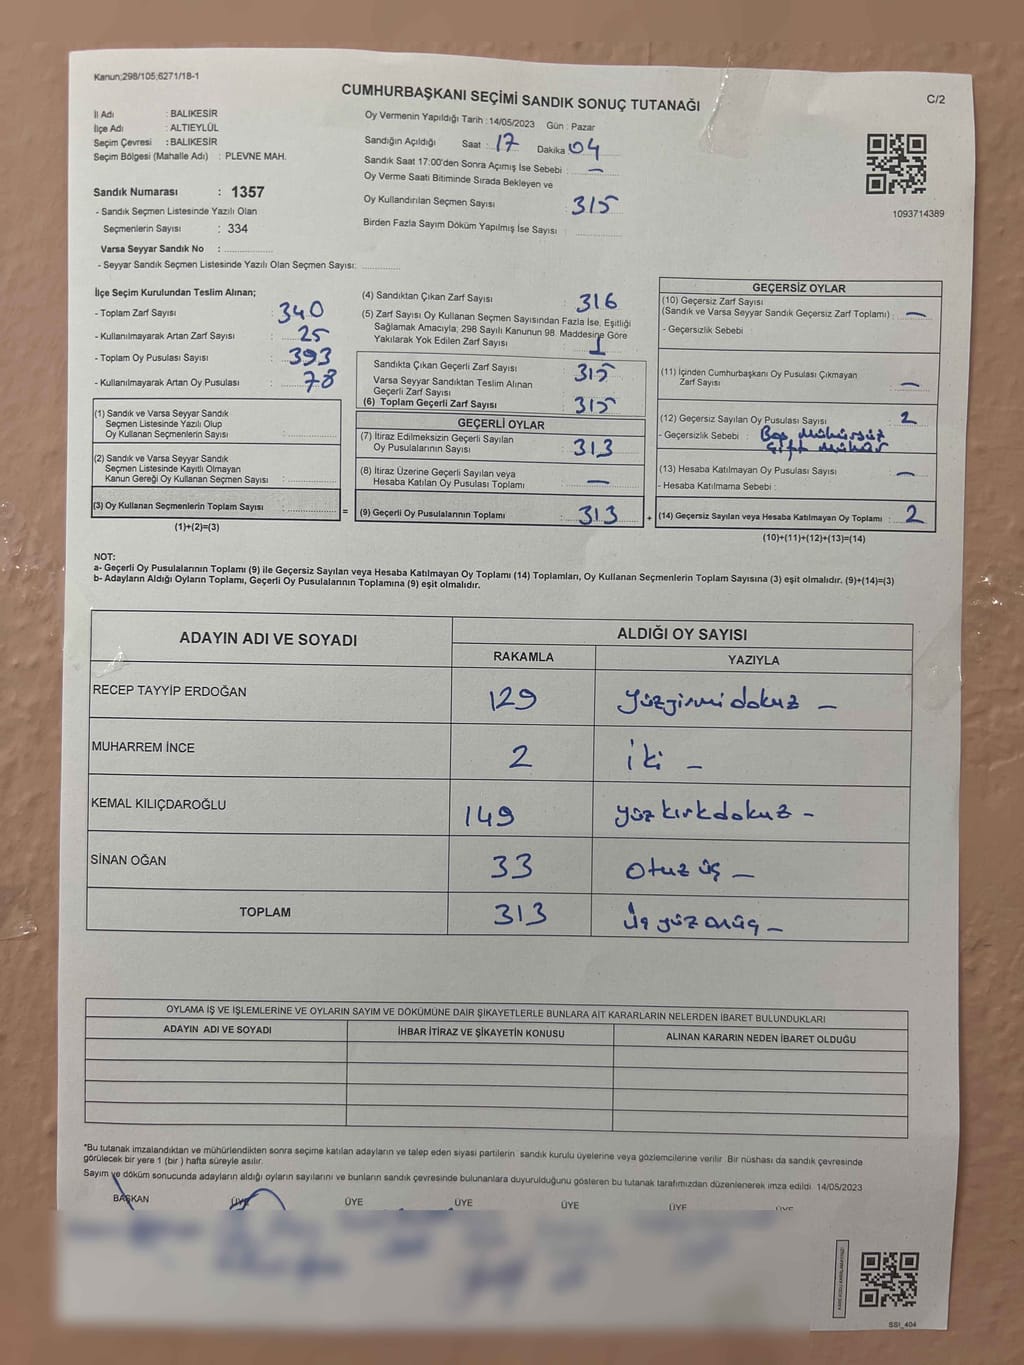 Kanun;298/105;6271/18-1
CUMHURBAŞKANI SEÇİMİ SANDIK SONUÇ TUTANAĞI
C/2
İl Adı : BALIKESİR
İlçe Adı : ALTIEYLÜL
Seçim Çevresi : BALIKESİR
Seçim Bölgesi (Mahalle Adı) : PLEVNE MAH.
Sandık Numarası : 1357
- Sandık Seçmen Listesinde Yazılı Olan
Seçmenlerin Sayısı : 334
Varsa Seyyar Sandık No :
- Seyyar Sandık Seçmen Listesinde Yazılı Olan Seçmen Sayısı:
Oy Vermenin Yapıldığı Tarih : 14/05/2023 Gün : Pazar
Sandığın Açıldığı Saat : 17 Dakika 04
Sandık Saat 17:00'den Sonra Açımış İse Sebebi : —
Oy Verme Saati Bitiminde Sırada Bekleyen ve
Oy Kullandırılan Seçmen Sayısı 315
Birden Fazla Sayım Döküm Yapılmış İse Sayısı :
1093714389
İlçe Seçim Kurulundan Teslim Alınan;
- Toplam Zarf Sayısı : 340
- Kullanılmayarak Artan Zarf Sayısı : 25
- Toplam Oy Pusulası Sayısı : 393
- Kullanılmayarak Artan Oy Pusulası : 78
(1) Sandık ve Varsa Seyyar Sandık
Seçmen Listesinde Yazılı Olup
Oy Kullanan Seçmenlerin Sayısı :
(2) Sandık ve Varsa Seyyar Sandık
Seçmen Listesinde Kayıtlı Olmayan
Kanun Gereği Oy Kullanan Seçmen Sayısı :
(3) Oy Kullanan Seçmenlerin Toplam Sayısı :
(1)+(2)=(3)
(4) Sandıktan Çıkan Zarf Sayısı : 316
(5) Zarf Sayısı Oy Kullanan Seçmen Sayısından Fazla İse, Eşitliği
Sağlamak Amacıyla; 298 Sayılı Kanunun 98. Maddesine Göre
Yakılarak Yok Edilen Zarf Sayısı : 1
Sandıkta Çıkan Geçerli Zarf Sayısı : 315
Varsa Seyyar Sandıktan Teslim Alınan
Geçerli Zarf Sayısı :
(6) Toplam Geçerli Zarf Sayısı : 315
GEÇERLİ OYLAR
(7) İtiraz Edilmeksizin Geçerli Sayılan
Oy Pusulalarının Sayısı : 313
(8) İtiraz Üzerine Geçerli Sayılan veya
Hesaba Katılan Oy Pusulası Toplamı : —
= (9) Geçerli Oy Pusulalarının Toplamı : 313
GEÇERSİZ OYLAR
(10) Geçersiz Zarf Sayısı
(Sandık ve Varsa Seyyar Sandık Geçersiz Zarf Toplamı) : —
- Geçersizlik Sebebi :
(11) İçinden Cumhurbaşkanı Oy Pusulası Çıkmayan
Zarf Sayısı : —
(12) Geçersiz Sayılan Oy Pusulası Sayısı : 2
- Geçersizlik Sebebi : Boş Mühürsüz
Çift Mühür
(13) Hesaba Katılmayan Oy Pusulası Sayısı : —
- Hesaba Katılmama Sebebi :
+ (14) Geçersiz Sayılan veya Hesaba Katılmayan Oy Toplamı : 2
(10)+(11)+(12)+(13)=(14)
NOT:
a- Geçerli Oy Pusulalarının Toplamı (9) ile Geçersiz Sayılan veya Hesaba Katılmayan Oy Toplamı (14) Toplamları, Oy Kullanan Seçmenlerin Toplam Sayısına (3) eşit olmalıdır. (9)+(14)=(3)
b- Adayların Aldığı Oyların Toplamı, Geçerli Oy Pusulalarının Toplamına (9) eşit olmalıdır.
ADAYIN ADI VE SOYADI
ALDIĞI OY SAYISI
RAKAMLA YAZIYLA
RECEP TAYYİP ERDOĞAN 129 yüzyirmi dokuz —
MUHARREM İNCE 2 iki —
KEMAL KILIÇDAROĞLU 149 yüz kırkdokuz —
SİNAN OĞAN 33 otuz üç —
TOPLAM 313 Üç yüz onüç —
OYLAMA İŞ VE İŞLEMLERİNE VE OYLARIN SAYIM VE DÖKÜMÜNE DAİR ŞİKAYETLERLE BUNLARA AİT KARARLARIN NELERDEN İBARET BULUNDUKLARI
ADAYIN ADI VE SOYADI İHBAR İTİRAZ VE ŞİKAYETİN KONUSU ALINAN KARARIN NEDEN İBARET OLDUĞU
*Bu tutanak imzalandıktan ve mühürlendikten sonra seçime katılan adayların ve talep eden siyasi partilerin sandık kurulu üyelerine veya gözlemcilerine verilir. Bir nüshası da sandık çevresinde
görülecek bir yere 1 (bir ) hafta süreyle asılır.
Sayım ve döküm sonucunda adayların aldığı oyların sayılarını ve bunların sandık çevresinde bulunanlara duyurulduğunu gösteren bu tutanak tarafımızdan düzenlenerek imza edildi. 14/05/2023
BAŞKAN ÜYE ÜYE ÜYE ÜYE ÜYE ÜYE
SSI_404